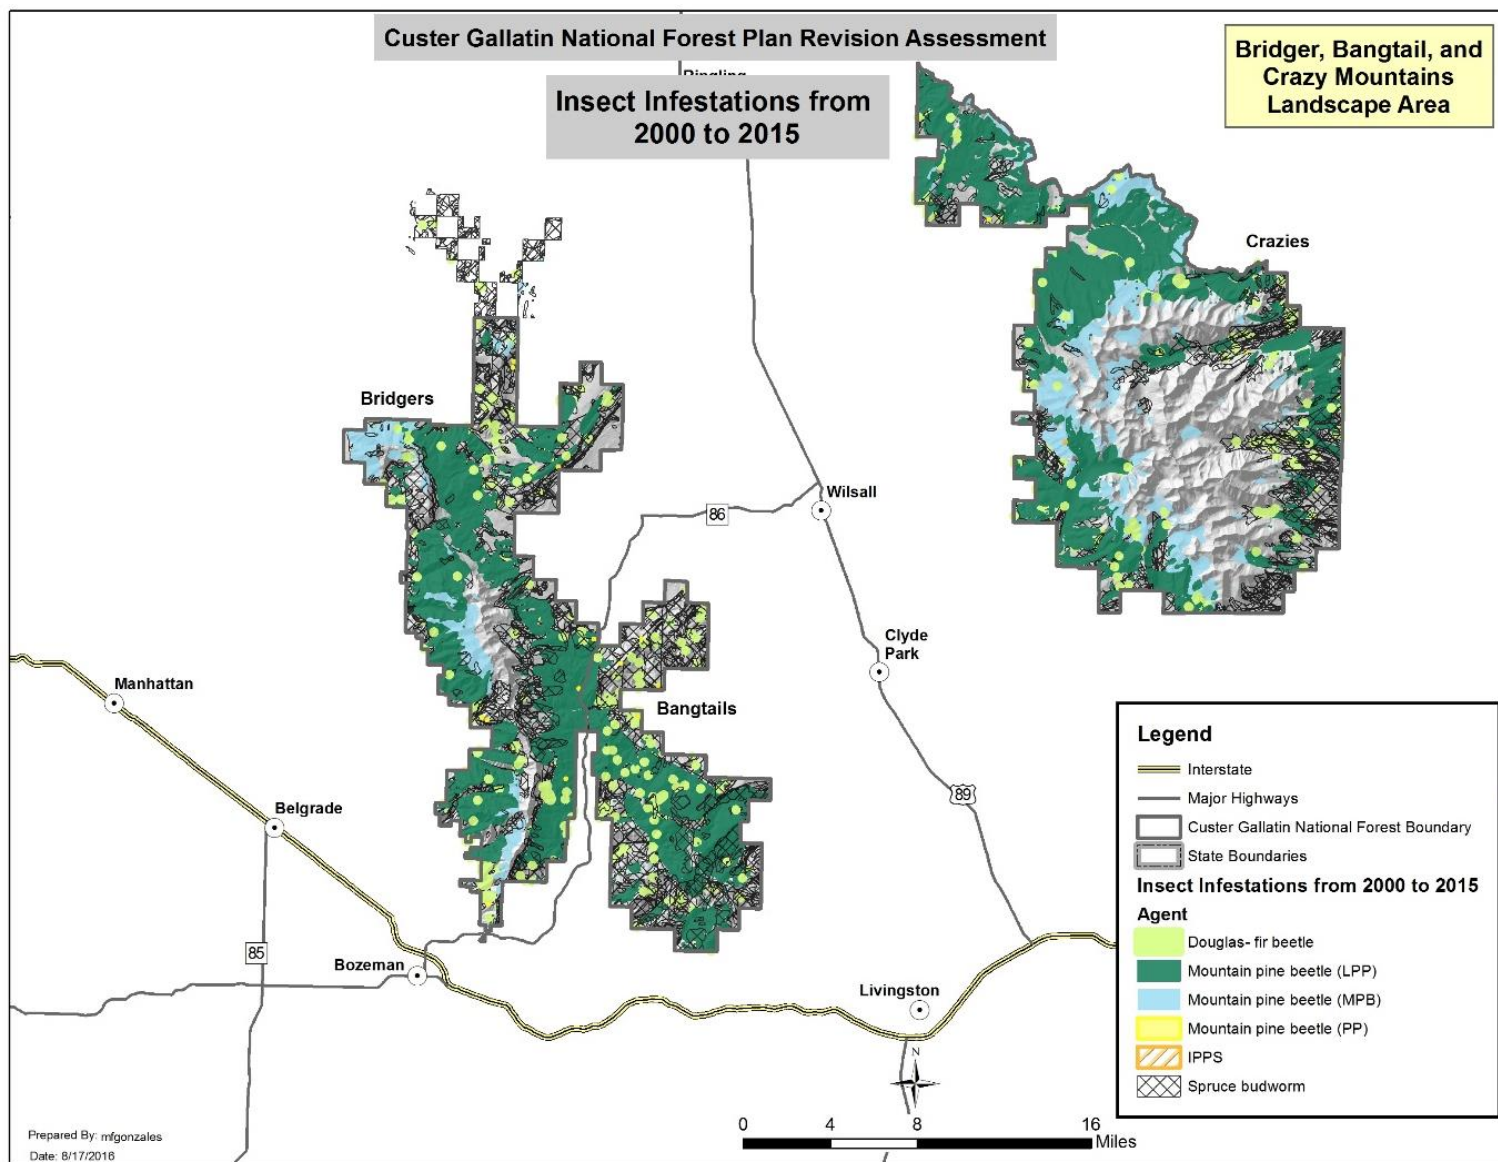 Custer Gallatin National Forest Plan Revision Assessment
Insect Infestations from
2000 to 2015
Bridger, Bangtail, and
Crazy Mountains
Landscape Area
Crazies
Bridgers
Wilsall
86
Clyde
Park
Manhattan
Bangtails
Belgrade
89
85
Bozeman
Livingston
N
Legend
Interstate
Major Highways
Custer Gallatin National Forest Boundary
State Boundaries
Insect Infestations from 2000 to 2015
Agent
Douglas- fir beetle
Mountain pine beetle (LPP)
Mountain pine beetle (MPB)
Mountain pine beetle (PP)
IPPS
Spruce budworm
0 4 8 16
Miles
Prepared By: mfgonzales
Date: 8/17/2016